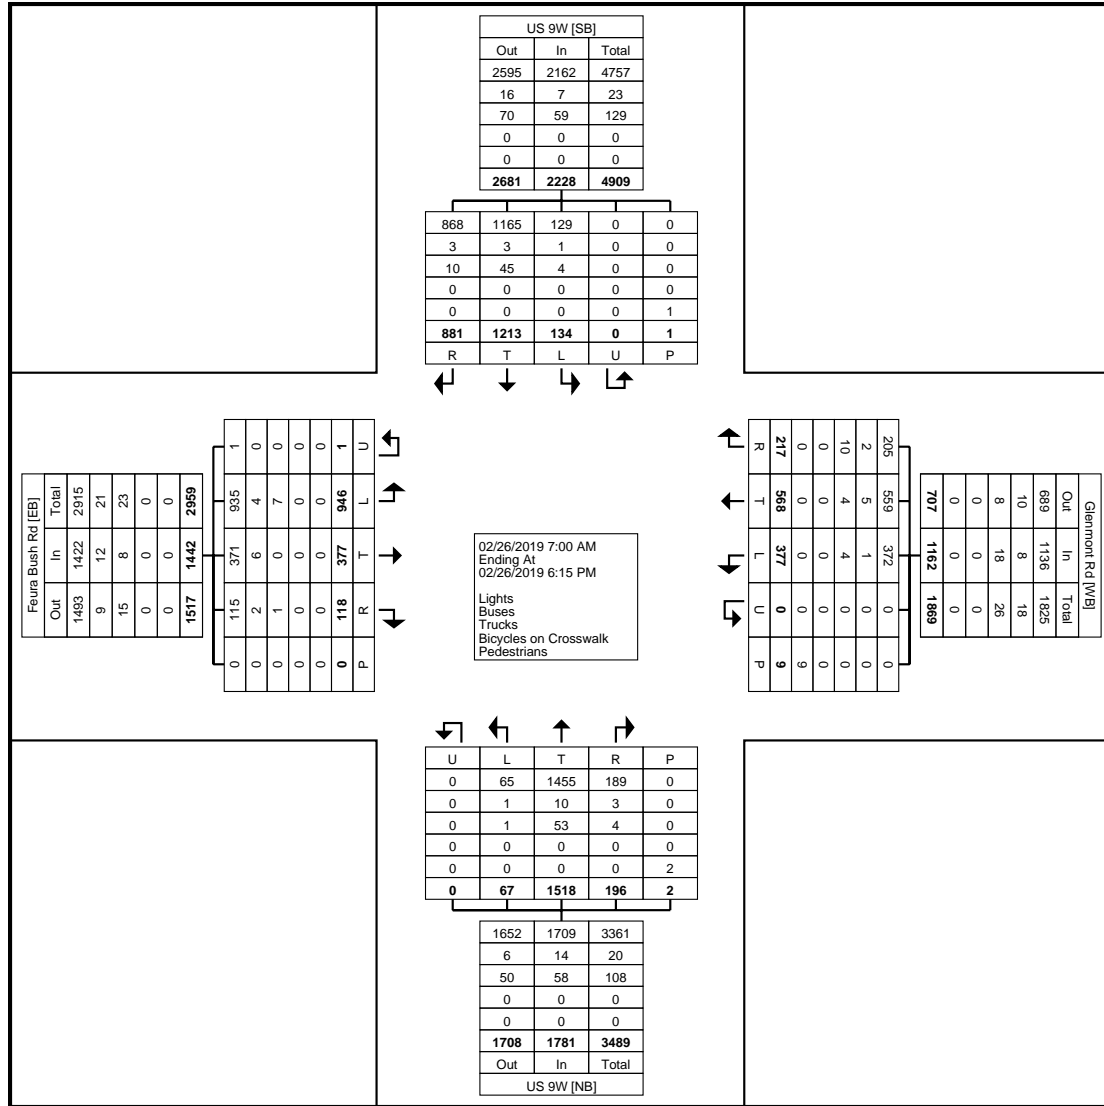 US 9W [SB]
Out In Total
2595 2162 4757
16 7 23
70 59 129
0 0 0
0 0 0
2681 2228 4909
868 1165 129 0 0
3 3 1 0 0
10 45 4 0 0
0 0 0 0 0
0 0 0 0 1
881 1213 134 0 1
R T L U P
Feura Bush Rd [EB]
Total In Out
2915 1422 1493
21 12 9
23 8 15
0 0 0
0 0 0
2959 1442 1517
1 935 371 115 0
0 4 6 2 0
0 7 0 1 0
0 0 0 0 0
0 0 0 0 0
1 946 377 118 0
U L T R P
02/26/2019 7:00 AM
Ending At
02/26/2019 6:15 PM
Lights
Buses
Trucks
Bicycles on Crosswalk
Pedestrians
Glenmont Rd [WB]
Out In Total
689 1136 1825
10 8 18
8 18 26
0 0 0
0 0 0
707 1162 1869
205 559 372 0 0
2 5 1 0 0
10 4 4 0 0
0 0 0 0 0
0 0 0 0 9
217 568 377 0 9
R T L U P
U L T R P
0 65 1455 189 0
0 1 10 3 0
0 1 53 4 0
0 0 0 0 0
0 0 0 0 2
0 67 1518 196 2
1652 1709 3361
6 14 20
50 58 108
0 0 0
0 0 0
1708 1781 3489
Out In Total
US 9W [NB]